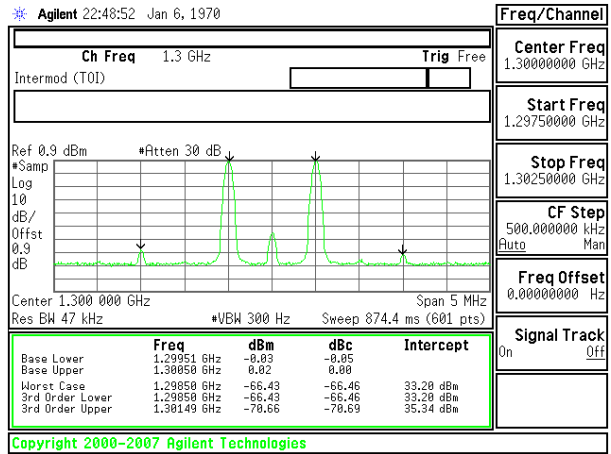 Agilent 22:48:52 Jan 6, 1970
Freq/Channel
Ch Freq 1.3 GHz Trig Free
Intermod (TOI)
Center Freq
1.30000000 GHz
Start Freq
1.29750000 GHz
Stop Freq
1.30250000 GHz
CF Step
500.000000 kHz
Auto Man
Freq Offset
0.00000000 Hz
Signal Track
On Off
Ref 0.9 dBm #Atten 30 dB
#Samp
Log
10
dB/
Offst
0.9
dB
Center 1.300 000 GHz Span 5 MHz
Res BW 47 kHz #VBW 300 Hz Sweep 874.4 ms (601 pts)
Freq dBm dBc Intercept
Base Lower 1.29951 GHz -0.03 -0.05
Base Upper 1.30050 GHz 0.02 0.00
Worst Case 1.29850 GHz -66.43 -66.46 33.20 dBm
3rd Order Lower 1.29850 GHz -66.43 -66.46 33.20 dBm
3rd Order Upper 1.30149 GHz -70.66 -70.69 35.34 dBm
Copyright 2000-2007 Agilent Technologies